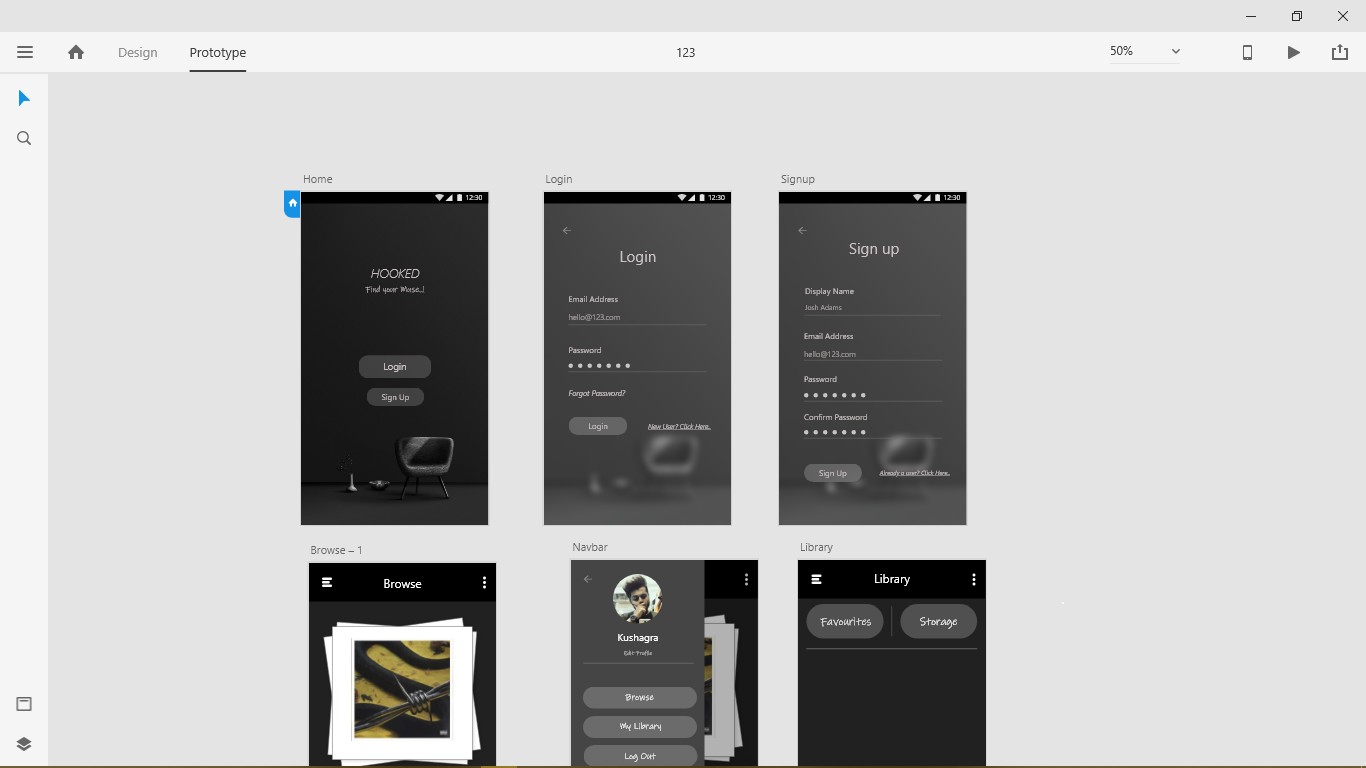 Design
Prototype
123
50%
Home
Login
Signup
12:30
12:30
12:30
HOOKED
Find your Muse..!
Login
Sign Up
Login
Email Address
hello@123.com
Password
Forgot Password?
Login
New User? Click Here..
Sign up
Display Name
Josh Adams
Email Address
hello@123.com
Password
Confirm Password
Sign Up
Already a user? Click Here..
Browse – 1
Navbar
Library
Browse
Kushagra
Edit Profile
Browse
My Library
Log Out
Library
Favourites
Storage